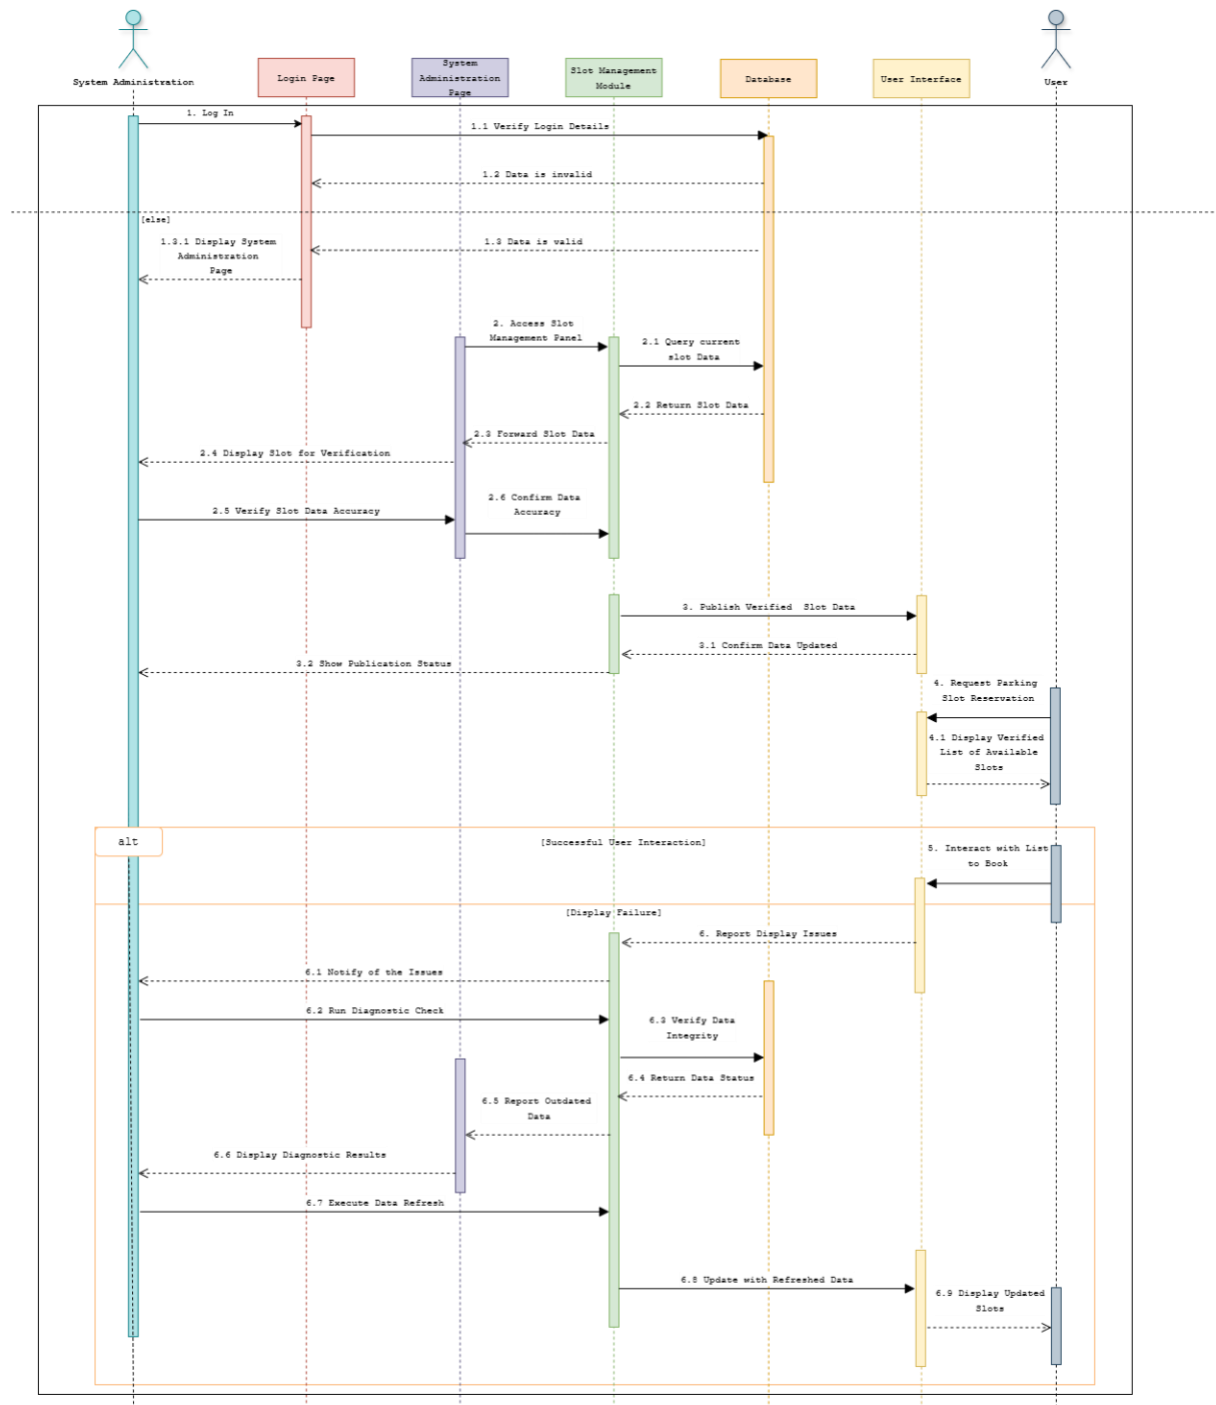 System Administration
Login Page
System
Administration
Page
Slot Management
Module
Database
User Interface
User
1. Log In
1.1 Verify Login Details
1.2 Data is invalid
[else]
1.3.1 Display System
Administration
Page
1.3 Data is valid
2. Access Slot
Management Panel
2.1 Query current
slot Data
2.2 Return Slot Data
2.3 Forward Slot Data
2.4 Display Slot for Verification
2.5 Verify Slot Data Accuracy
2.6 Confirm Data
Accuracy
3. Publish Verified Slot Data
3.1 Confirm Data Updated
3.2 Show Publication Status
4. Request Parking
Slot Reservation
4.1 Display Verified
List of Available
Slots
alt
[Successful User Interaction]
5. Interact with List
to Book
[Display Failure]
6. Report Display Issues
6.1 Notify of the Issues
6.2 Run Diagnostic Check
6.3 Verify Data
Integrity
6.4 Return Data Status
6.5 Report Outdated
Data
6.6 Display Diagnostic Results
6.7 Execute Data Refresh
6.8 Update with Refreshed Data
6.9 Display Updated
Slots